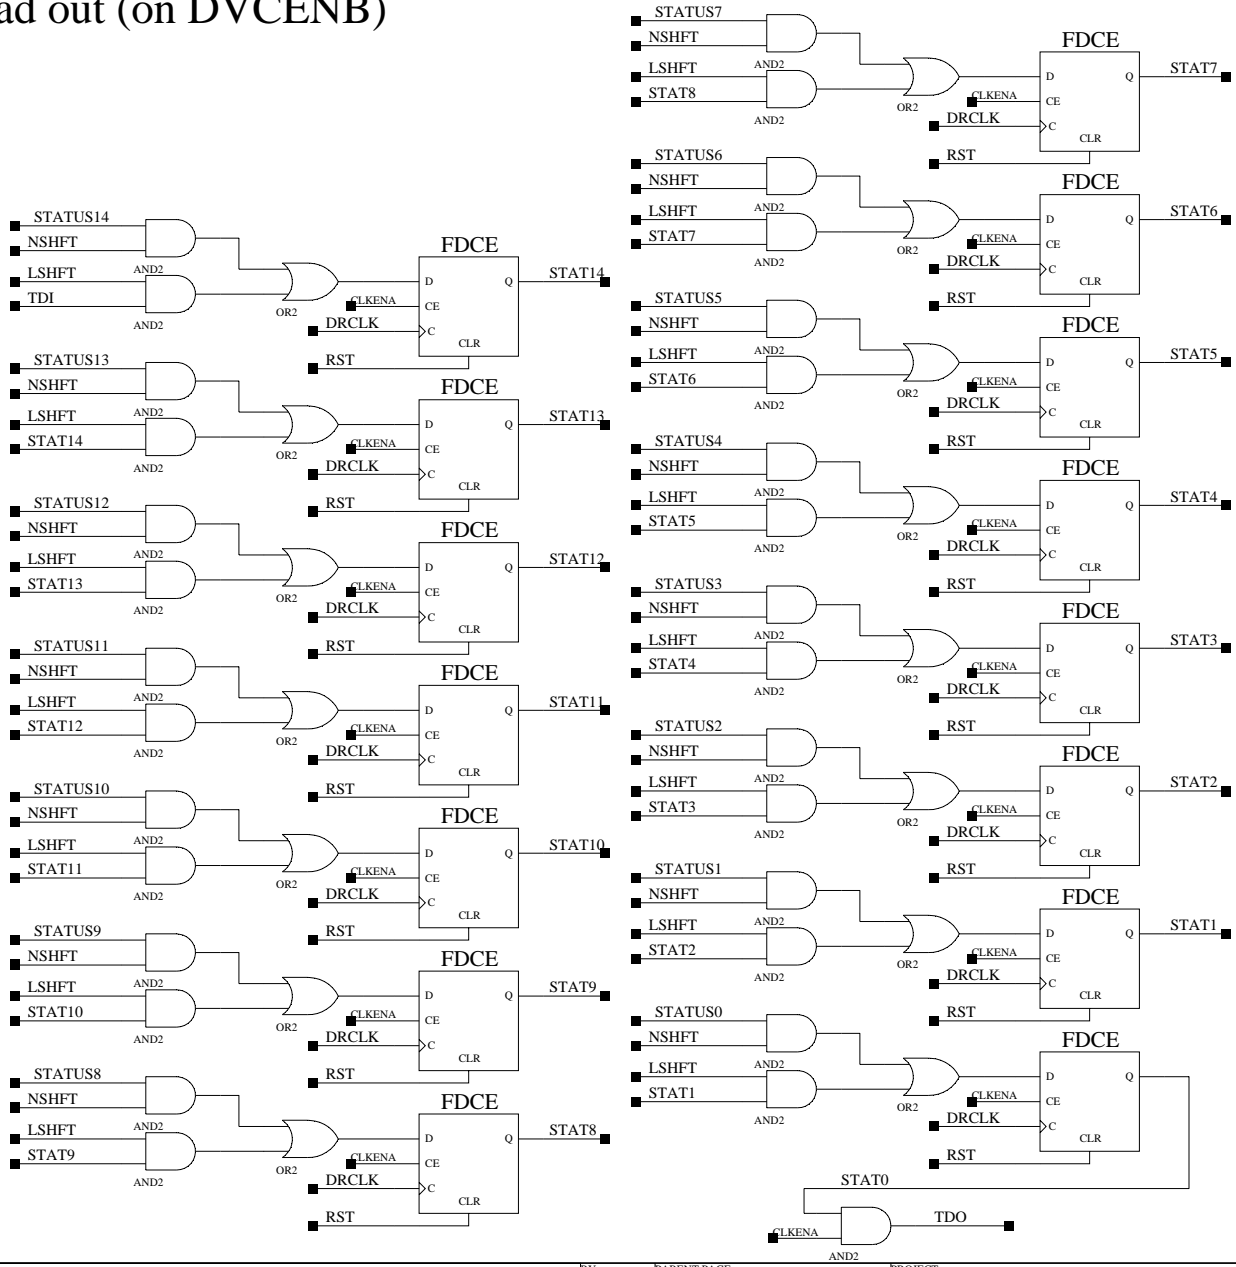 ad out (on DVCENB)
STATUS14
NSHFT
AND2
LSHFT
TDI
AND2
OR2
FDCE
D
Q
CLKENA
CE
DRCLK
C
CLR
RST
STAT14
STATUS13
NSHFT
AND2
LSHFT
STAT14
AND2
OR2
FDCE
D
Q
CLKENA
CE
DRCLK
C
CLR
RST
STAT13
STATUS12
NSHFT
AND2
LSHFT
STAT13
AND2
OR2
FDCE
D
Q
CLKENA
CE
DRCLK
C
CLR
RST
STAT12
STATUS11
NSHFT
AND2
LSHFT
STAT12
AND2
OR2
FDCE
D
Q
CLKENA
CE
DRCLK
C
CLR
RST
STAT11
STATUS10
NSHFT
AND2
LSHFT
STAT11
AND2
OR2
FDCE
D
Q
CLKENA
CE
DRCLK
C
CLR
RST
STAT10
STATUS9
NSHFT
AND2
LSHFT
STAT10
AND2
OR2
FDCE
D
Q
CLKENA
CE
DRCLK
C
CLR
RST
STAT9
STATUS8
NSHFT
AND2
LSHFT
STAT9
AND2
OR2
FDCE
D
Q
CLKENA
CE
DRCLK
C
CLR
RST
STAT8
STATUS7
NSHFT
AND2
LSHFT
STAT8
AND2
OR2
FDCE
D
Q
CLKENA
CE
DRCLK
C
CLR
RST
STAT7
STATUS6
NSHFT
AND2
LSHFT
STAT7
AND2
OR2
FDCE
D
Q
CLKENA
CE
DRCLK
C
CLR
RST
STAT6
STATUS5
NSHFT
AND2
LSHFT
STAT6
AND2
OR2
FDCE
D
Q
CLKENA
CE
DRCLK
C
CLR
RST
STAT5
STATUS4
NSHFT
AND2
LSHFT
STAT5
AND2
OR2
FDCE
D
Q
CLKENA
CE
DRCLK
C
CLR
RST
STAT4
STATUS3
NSHFT
AND2
LSHFT
STAT4
AND2
OR2
FDCE
D
Q
CLKENA
CE
DRCLK
C
CLR
RST
STAT3
STATUS2
NSHFT
AND2
LSHFT
STAT3
AND2
OR2
FDCE
D
Q
CLKENA
CE
DRCLK
C
CLR
RST
STAT2
STATUS1
NSHFT
AND2
LSHFT
STAT2
AND2
OR2
FDCE
D
Q
CLKENA
CE
DRCLK
C
CLR
RST
STAT1
STATUS0
NSHFT
AND2
LSHFT
STAT1
AND2
OR2
FDCE
D
Q
CLKENA
CE
DRCLK
C
CLR
RST
STAT0
CLKENA
AND2
TDO